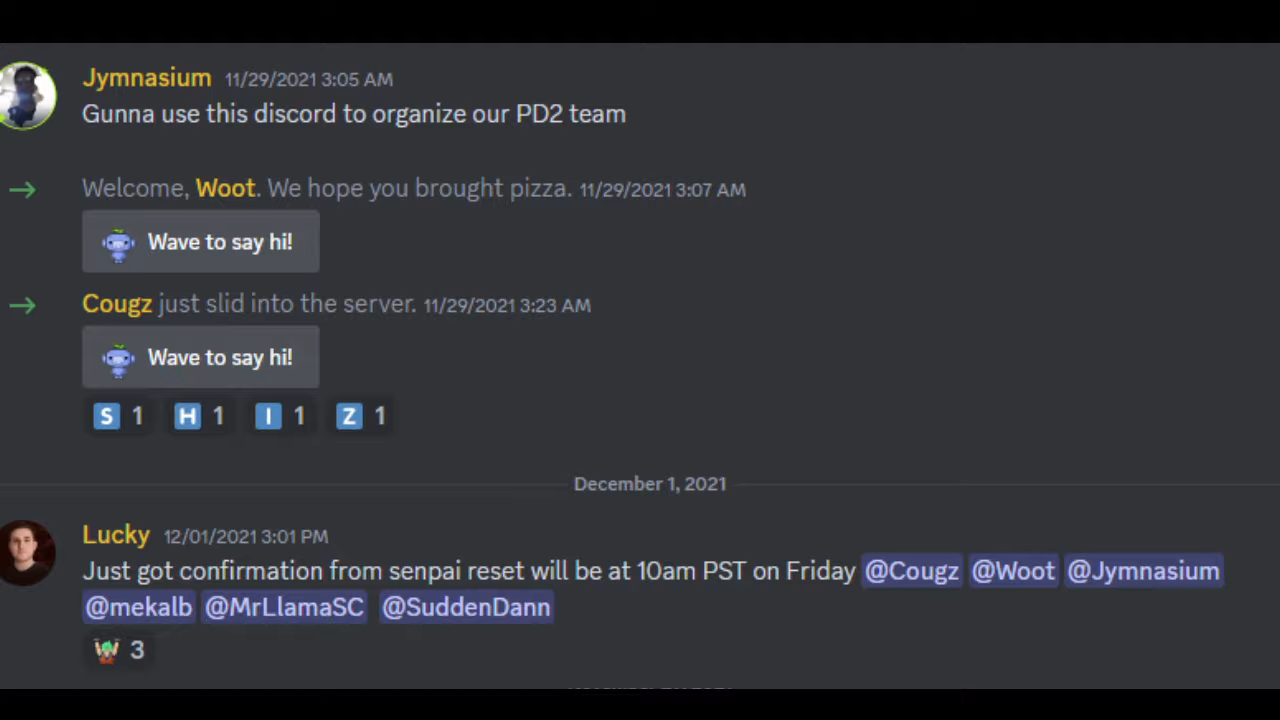 Jymnasium 11/29/2021 3:05 AM
Gunna use this discord to organize our PD2 team
Welcome, Woot. We hope you brought pizza. 11/29/2021 3:07 AM
Wave to say hi!
Cougz just slid into the server. 11/29/2021 3:23 AM
Wave to say hi!
S 1 H 1 I 1 Z 1
December 1, 2021
Lucky 12/01/2021 3:01 PM
Just got confirmation from senpai reset will be at 10am PST on Friday @Cougz @Woot @Jymnasium
@mekalb @MrLlamaSC @SuddenDann
3